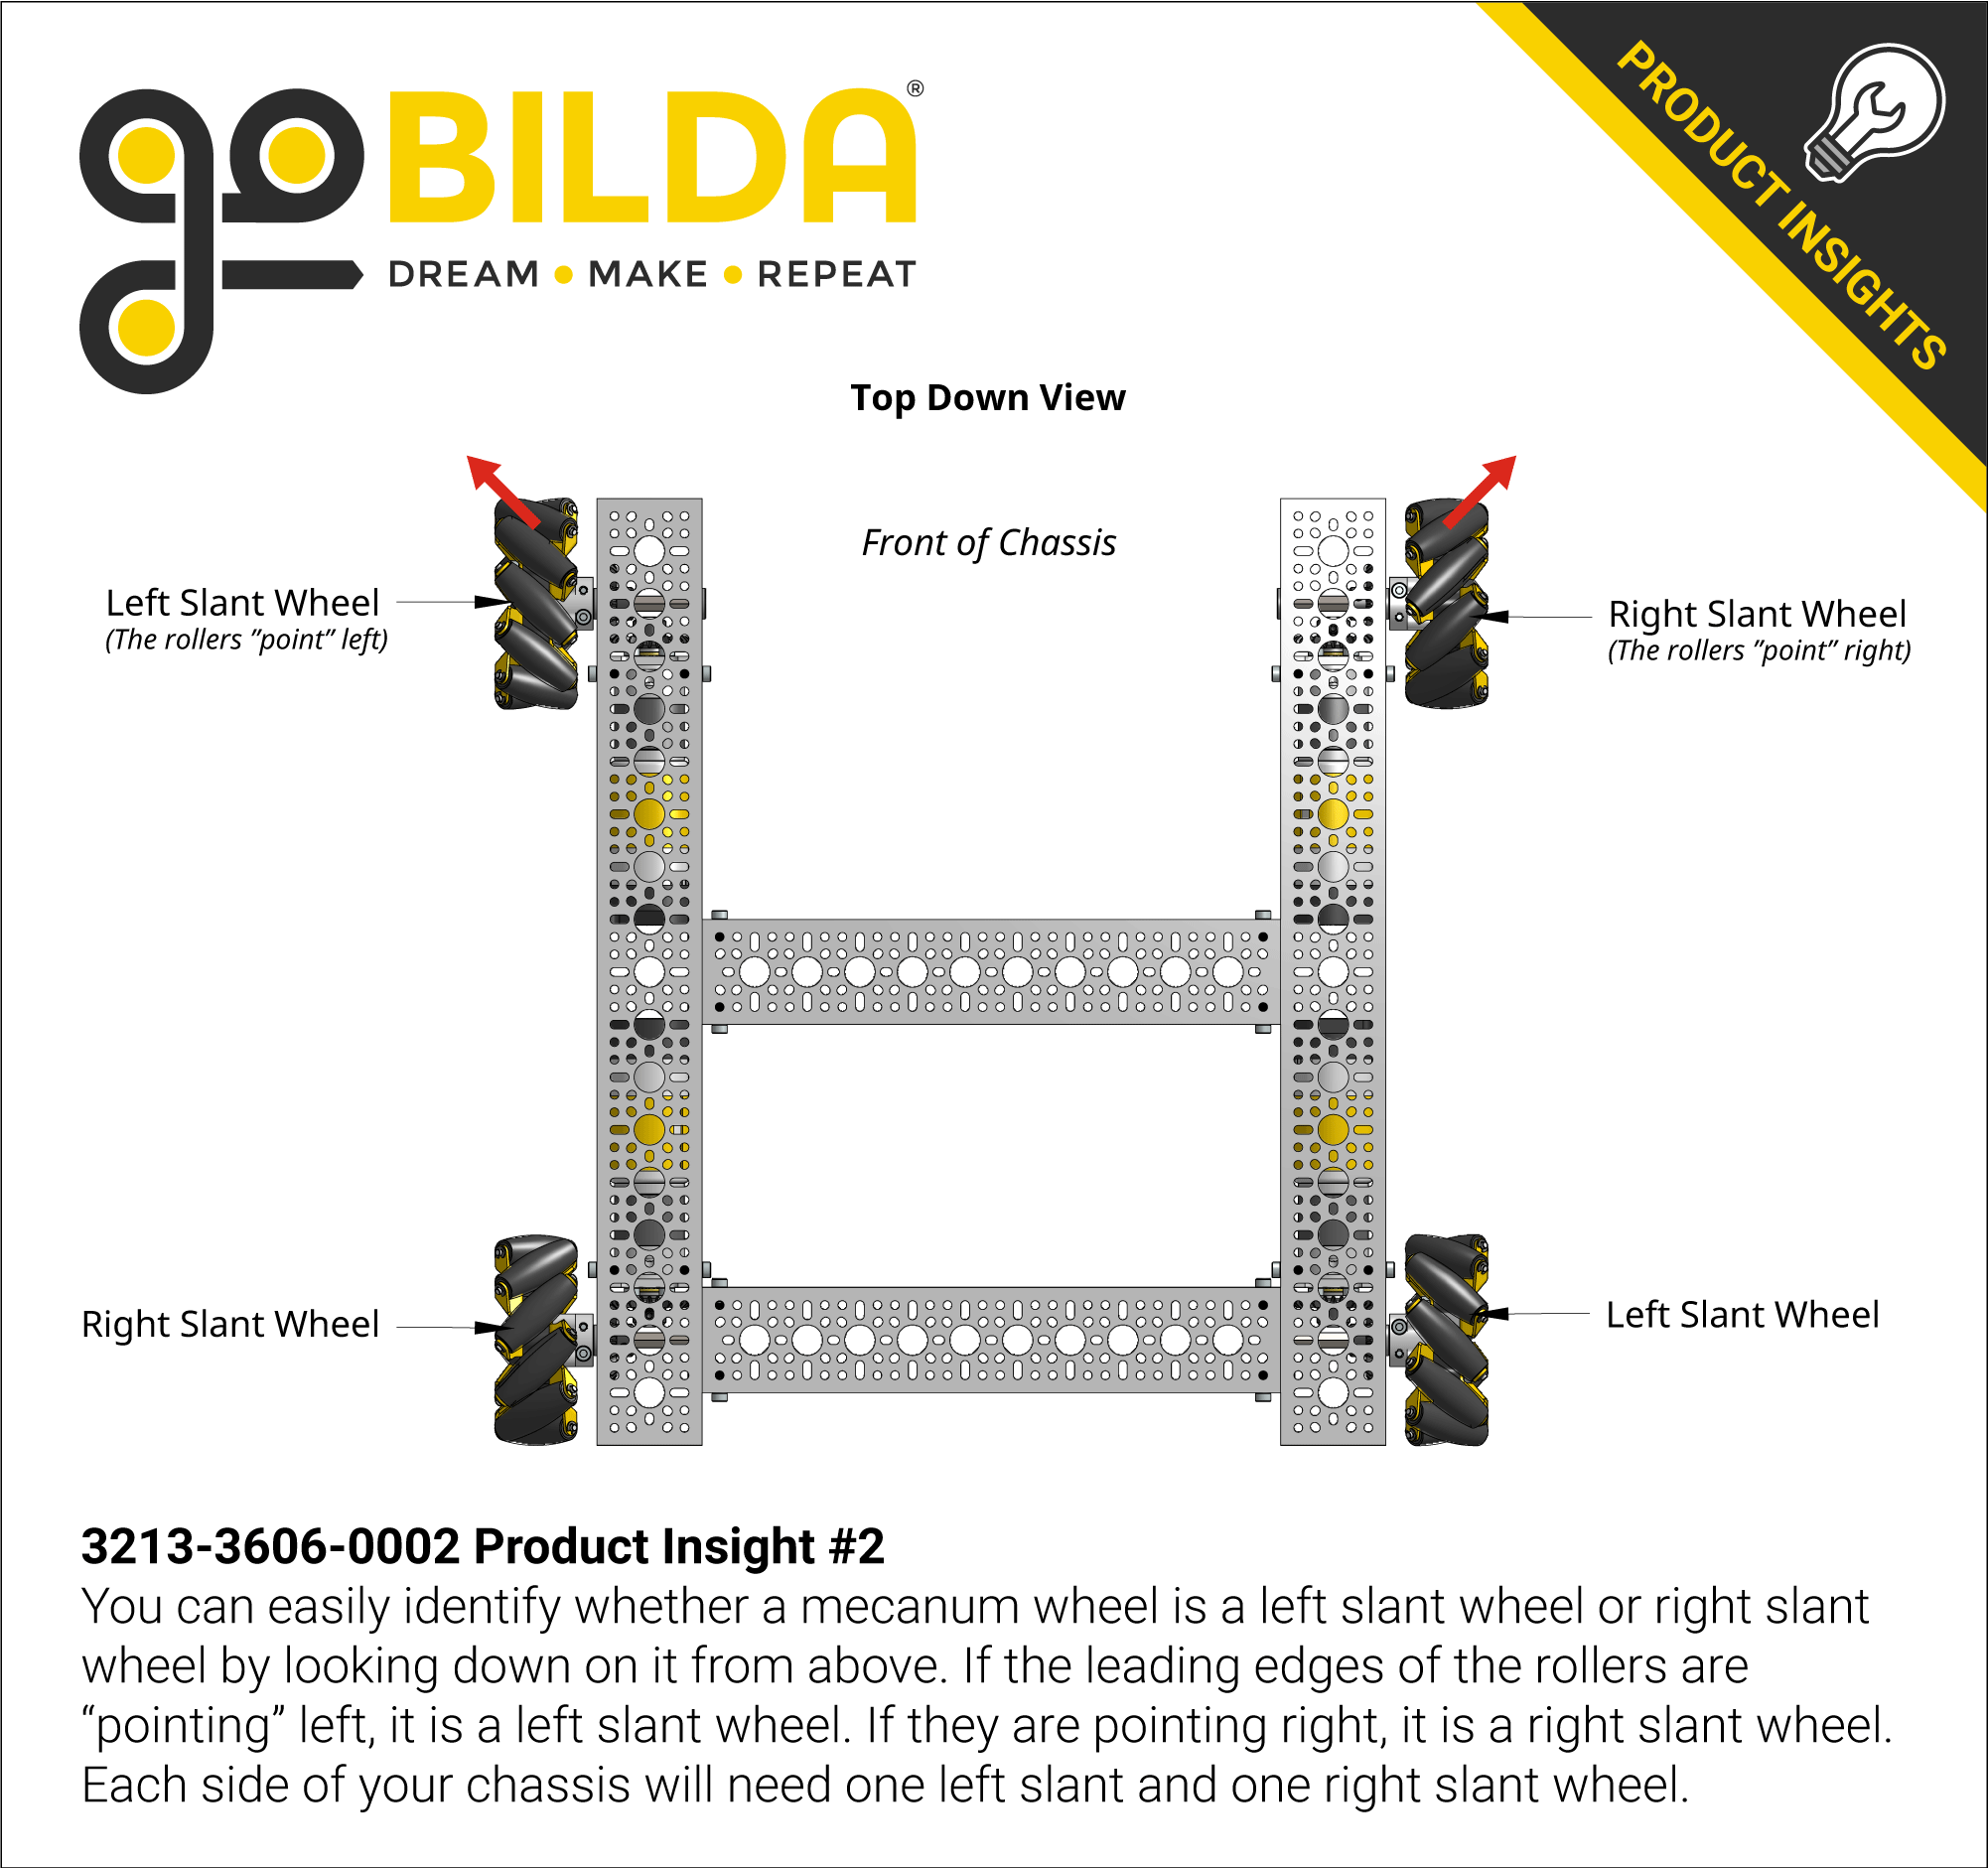 goBILDA®
DREAM • MAKE • REPEAT
PRODUCT INSIGHTS
Top Down View
Front of Chassis
Left Slant Wheel
(The rollers ”point” left)
Right Slant Wheel
(The rollers ”point” right)
Right Slant Wheel
Left Slant Wheel
3213-3606-0002 Product Insight #2
You can easily identify whether a mecanum wheel is a left slant wheel or right slant
wheel by looking down on it from above. If the leading edges of the rollers are
“pointing” left, it is a left slant wheel. If they are pointing right, it is a right slant wheel.
Each side of your chassis will need one left slant and one right slant wheel.